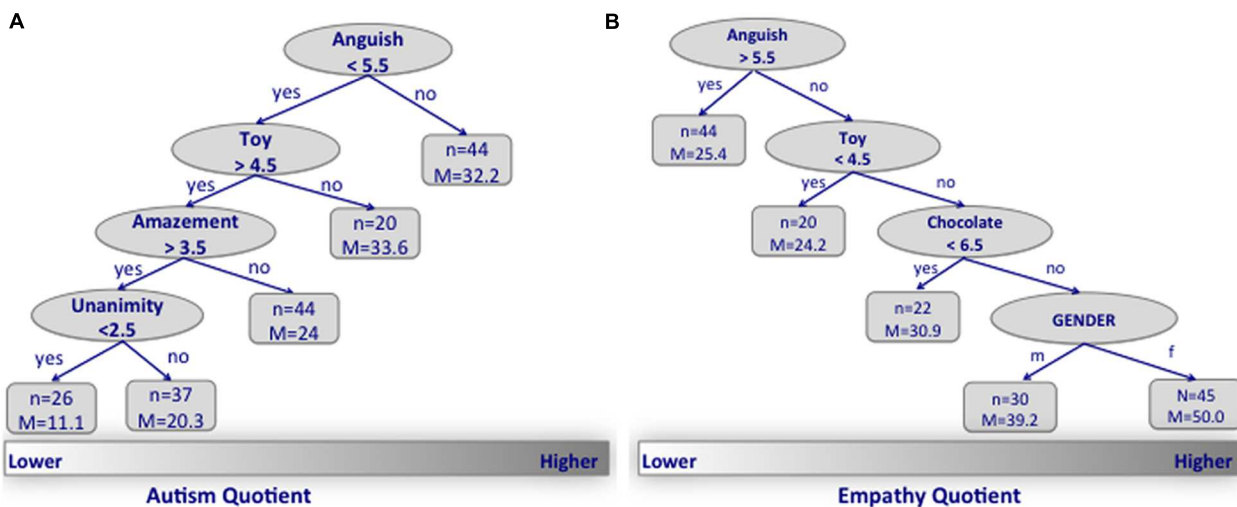 A
Anguish
< 5.5
yes
no
Toy
> 4.5
n=44
M=32.2
yes
no
Amazement
> 3.5
n=20
M=33.6
yes
no
Unanimity
<2.5
n=44
M=24
yes
no
n=26
M=11.1
n=37
M=20.3
Lower
Higher
Autism Quotient
B
Anguish
> 5.5
yes
no
n=44
M=25.4
Toy
< 4.5
yes
no
n=20
M=24.2
Chocolate
< 6.5
yes
no
n=22
M=30.9
GENDER
m
f
n=30
M=39.2
N=45
M=50.0
Lower
Higher
Empathy Quotient